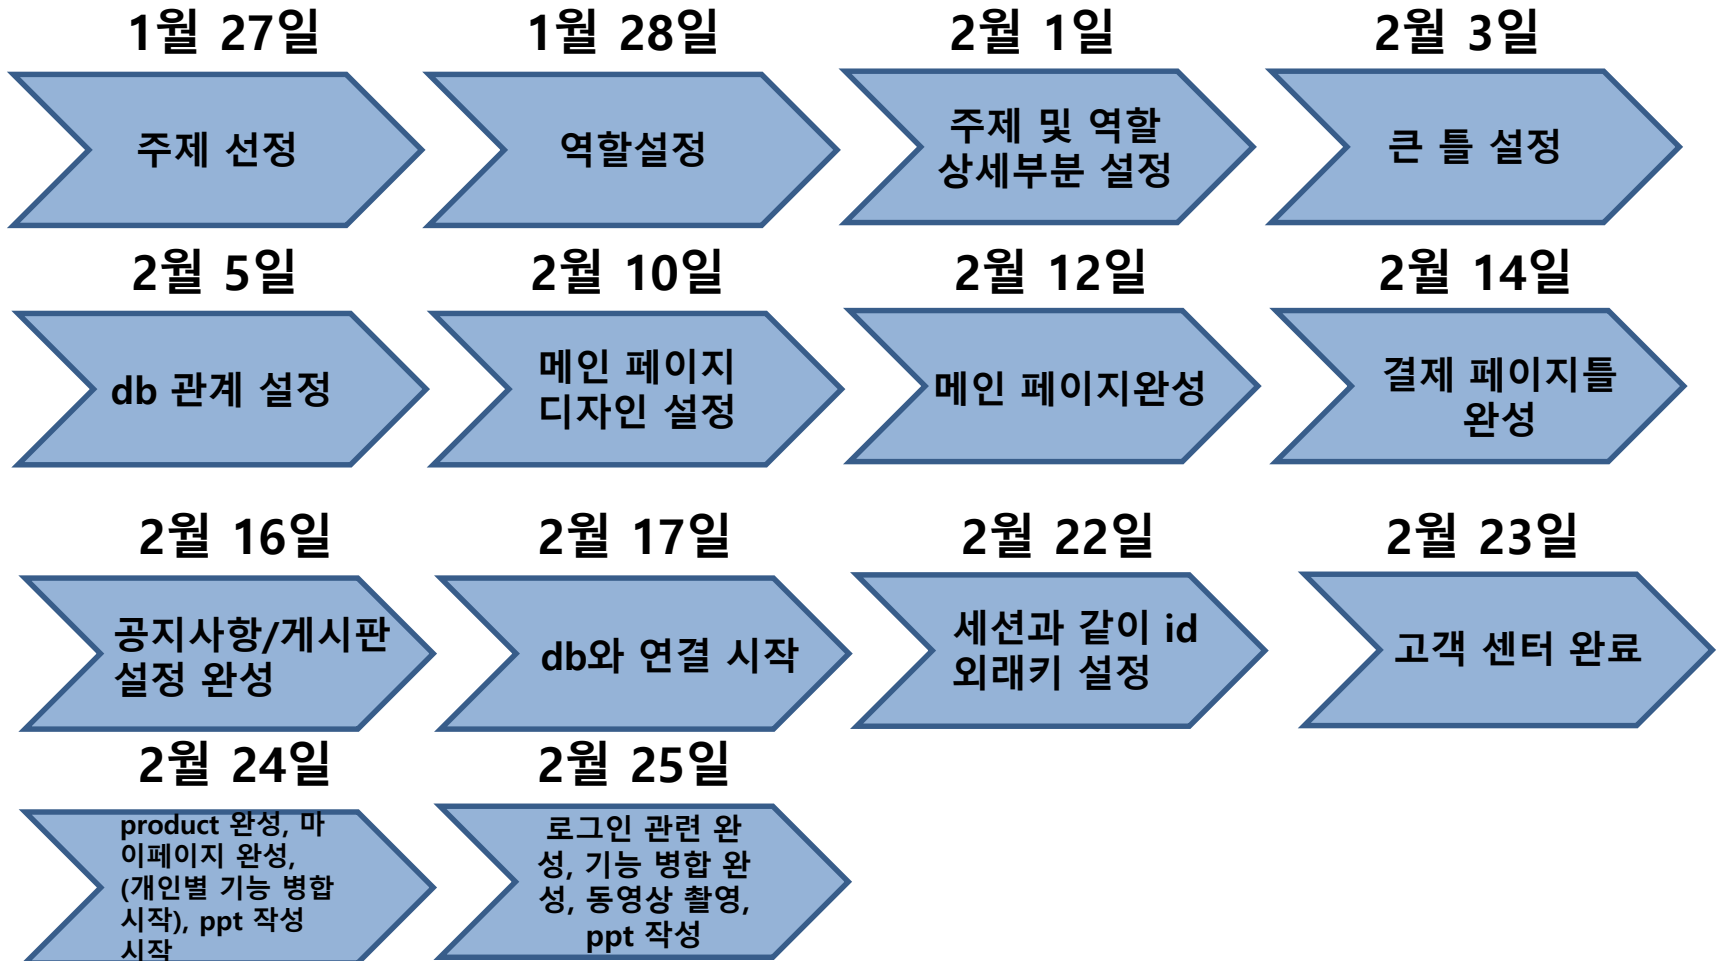 1월 27일
1월 28일
2월 1일
2월 3일
주제 선정
역할설정
주제 및 역할
상세부분 설정
큰 틀 설정
2월 5일
2월 10일
2월 12일
2월 14일
db 관계 설정
메인 페이지
디자인 설정
메인 페이지완성
결제 페이지틀
완성
2월 16일
2월 17일
2월 22일
2월 23일
공지사항/게시판
설정 완성
db와 연결 시작
세션과 같이 id
외래키 설정
고객 센터 완료
2월 24일
2월 25일
product 완성, 마
이페이지 완성,
(개인별 기능 병합
시작), ppt 작성
시작
로그인 관련 완
성, 기능 병합 완
성, 동영상 촬영,
ppt 작성